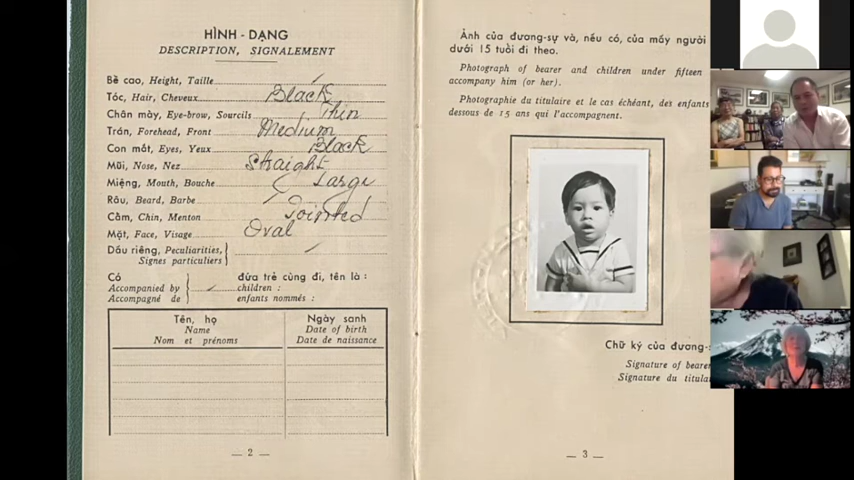 HÌNH - DẠNG
DESCRIPTION, SIGNALEMENT
Bề cao, Height, Taille
Tóc, Hair, Cheveux Black
Chân mày, Eye-brow, Sourcils Thin
Trán, Forehead, Front Medium
Con mắt, Eyes, Yeux Black
Mũi, Nose, Nez Straight
Miệng, Mouth, Bouche Large
Râu, Beard, Barbe
Cằm, Chin, Menton Pointed
Mặt, Face, Visage Oval
Dấu riêng, Peculiarities,
Signes particuliers
Có đứa trẻ cùng đi, tên là :
Accompanied by children :
Accompagné de enfants nommés :
Tên, họ Ngày sanh
Name Date of birth
Nom et prénoms Date de naissance
— 2 —
Ảnh của đương-sự và, nếu có, của mấy người
dưới 15 tuổi đi theo.
Photograph of bearer and children under fifteen
accompany him (or her).
Photographie du titulaire et le cas échéant, des enfants
dessous de 15 ans qui l'accompagnent.
Chữ ký của đương-
Signature of bearer
Signature du titula
— 3 —